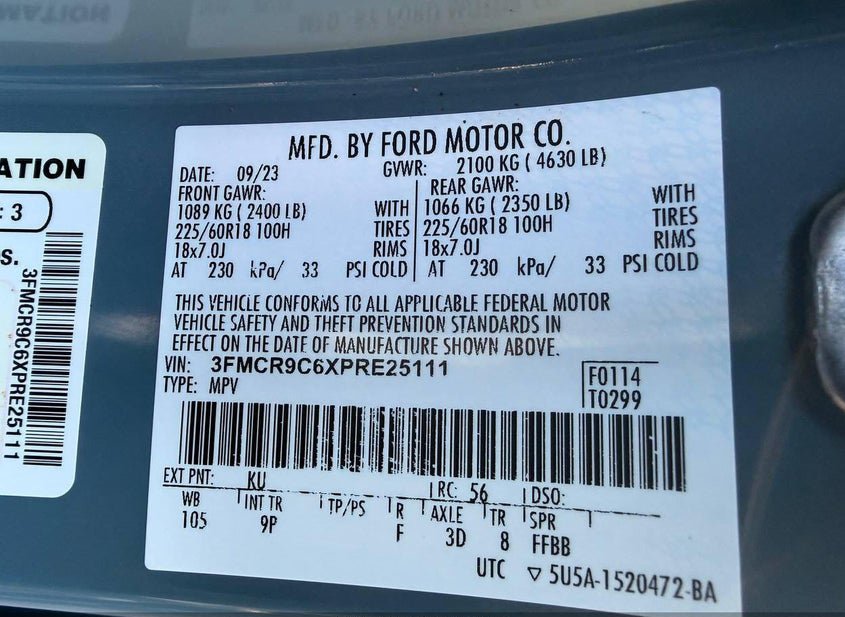 MFD. BY FORD MOTOR CO.
DATE: 09/23 GVWR: 2100 KG ( 4630 LB)
FRONT GAWR: REAR GAWR:
1089 KG ( 2400 LB) WITH 1066 KG ( 2350 LB) WITH
225/60R18 100H TIRES 225/60R18 100H TIRES
18x7.0J RIMS 18x7.0J RIMS
AT 230 kPa/ 33 PSI COLD AT 230 kPa/ 33 PSI COLD
THIS VEHICLE CONFORMS TO ALL APPLICABLE FEDERAL MOTOR
VEHICLE SAFETY AND THEFT PREVENTION STANDARDS IN
EFFECT ON THE DATE OF MANUFACTURE SHOWN ABOVE.
VIN: 3FMCR9C6XPRE25111
TYPE: MPV
F0114
T0299
EXT PNT: KU RC: 56 DSO:
WB INT TR TP/PS R AXLE TR SPR
105 9P F 3D 8 FFBB
UTC ▽ 5U5A-1520472-BA
ATION
: 3
S.
3FMCR9C6XPRE25111